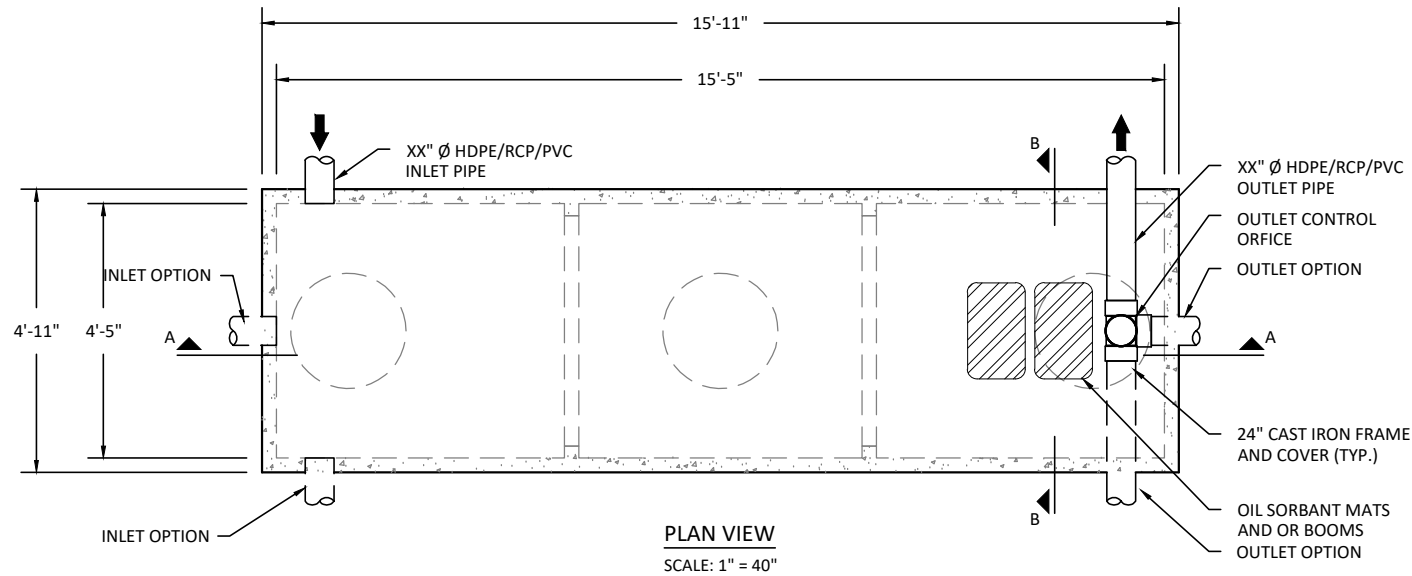 15'-11"
15'-5"
XX" Ø HDPE/RCP/PVC
INLET PIPE
B
XX" Ø HDPE/RCP/PVC
OUTLET PIPE
OUTLET CONTROL
ORFICE
OUTLET OPTION
INLET OPTION
4'-11"
4'-5"
A
A
24" CAST IRON FRAME
AND COVER (TYP.)
B
OIL SORBANT MATS
AND OR BOOMS
OUTLET OPTION
INLET OPTION
PLAN VIEW
SCALE: 1" = 40"